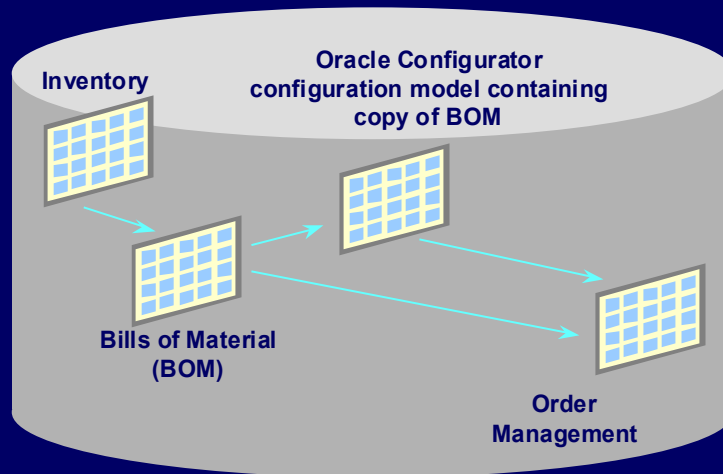 Inventory
Oracle Configurator
configuration model containing
copy of BOM
Bills of Material
(BOM)
Order
Management